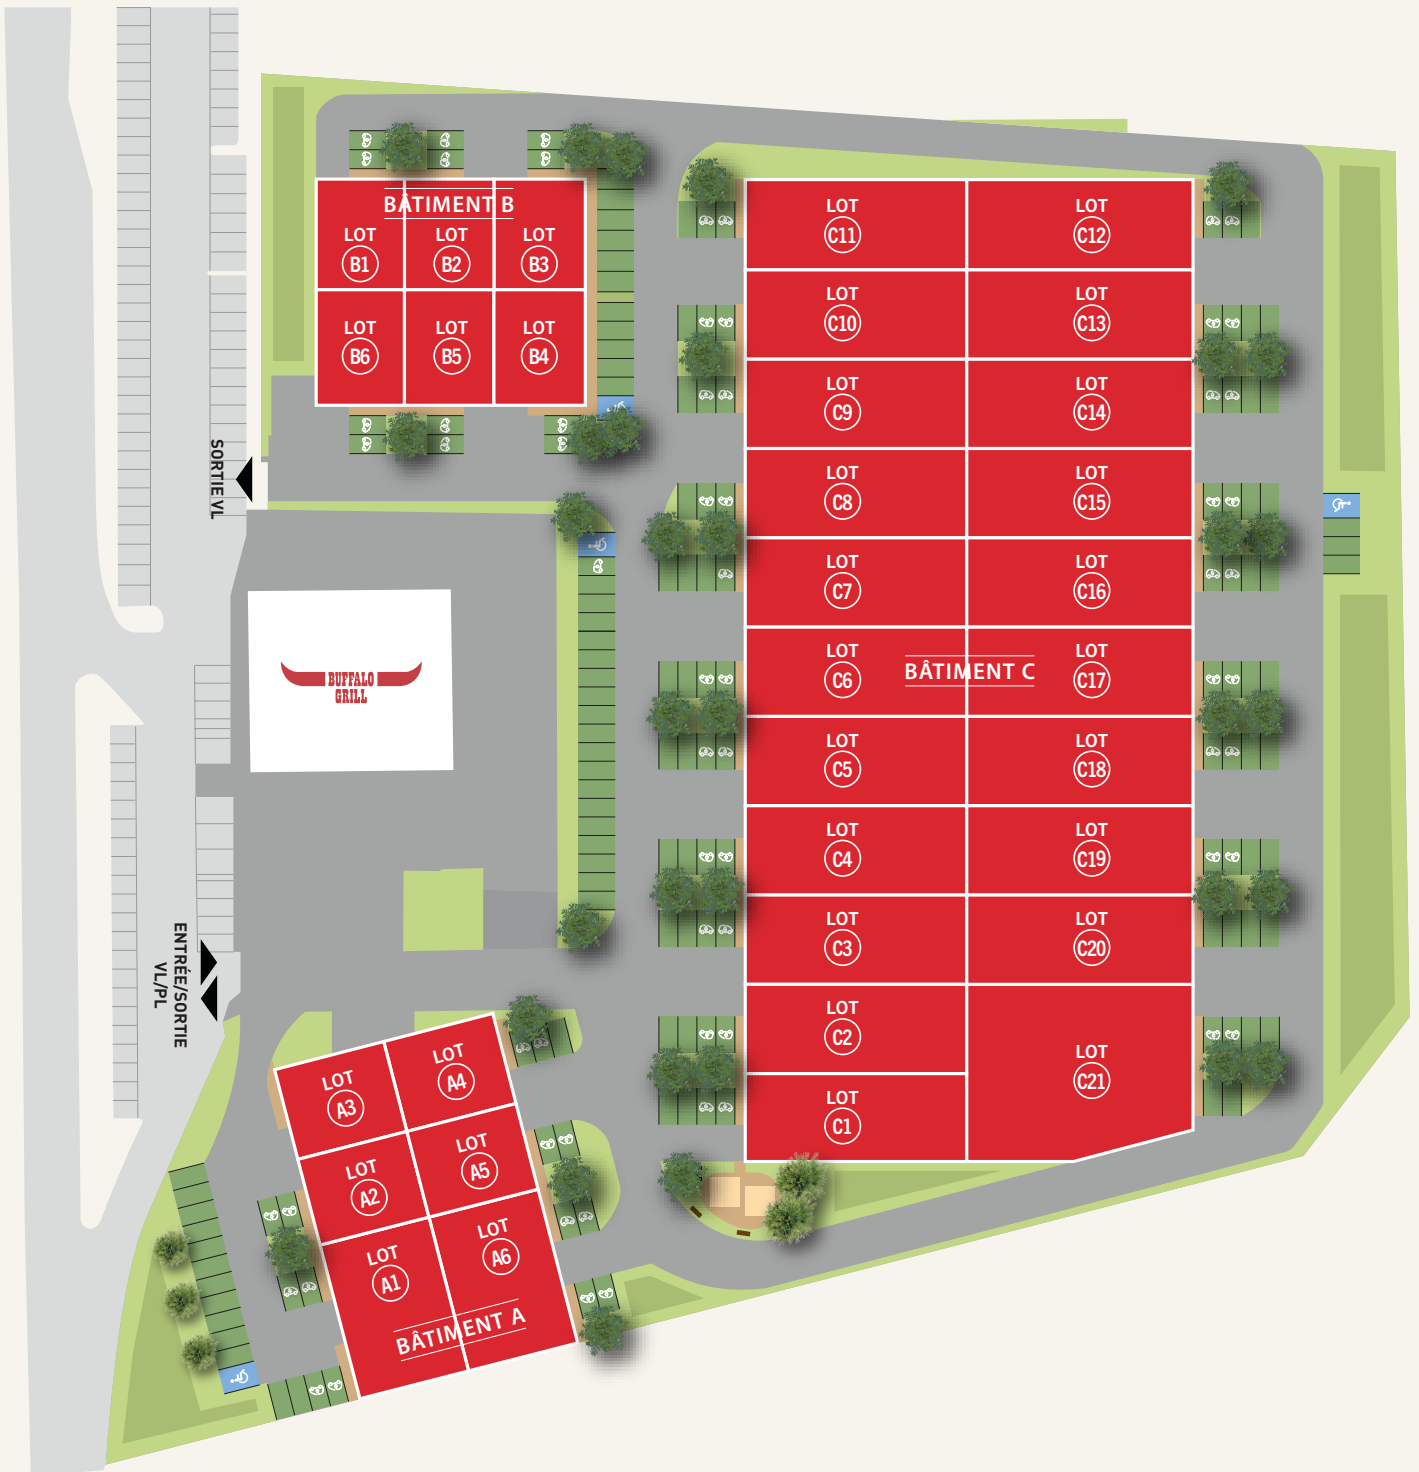 BÂTIMENT B
LOT
B1
LOT
B2
LOT
B3
LOT
B6
LOT
B5
LOT
B4
SORTIE VL
BUFFALO
GRILL
ENTRÉE/SORTIE
VL/PL
LOT
C11
LOT
C12
LOT
C10
LOT
C13
LOT
C9
LOT
C14
LOT
C8
LOT
C15
LOT
C7
LOT
C16
LOT
C6
BÂTIMENT C
LOT
C17
LOT
C5
LOT
C18
LOT
C4
LOT
C19
LOT
C3
LOT
C20
LOT
C2
LOT
C21
LOT
C1
LOT
A3
LOT
A4
LOT
A2
LOT
A5
LOT
A1
LOT
A6
BÂTIMENT A